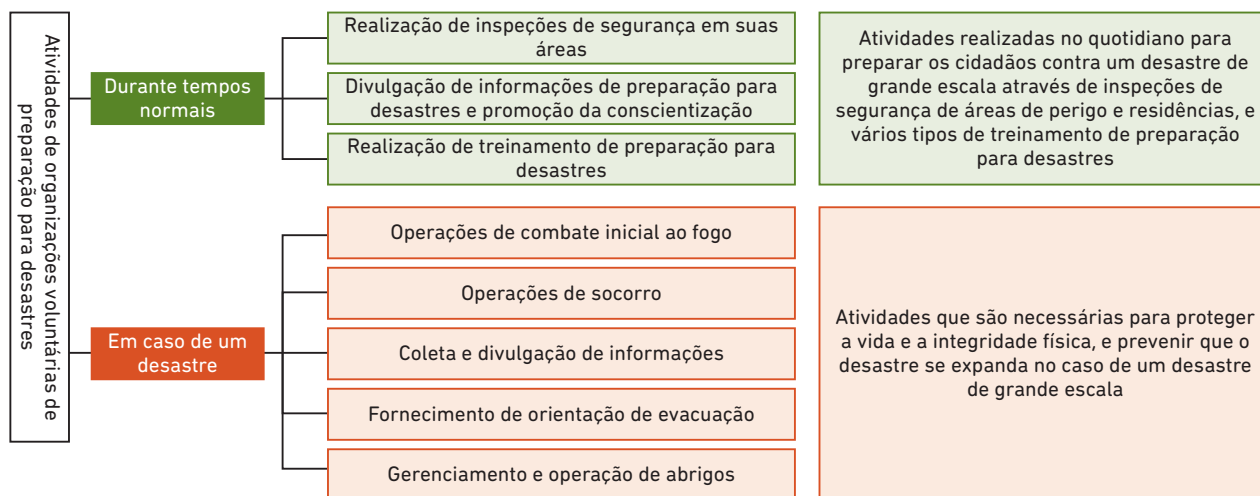 Atividades de organizações voluntárias de
preparação para desastres
Durante tempos
normais
Realização de inspeções de segurança em suas
áreas
Divulgação de informações de preparação para
desastres e promoção da conscientização
Realização de treinamento de preparação para
desastres
Atividades realizadas no quotidiano para
preparar os cidadãos contra um desastre de
grande escala através de inspeções de
segurança de áreas de perigo e residências, e
vários tipos de treinamento de preparação
para desastres
Em caso de um
desastre
Operações de combate inicial ao fogo
Operações de socorro
Coleta e divulgação de informações
Fornecimento de orientação de evacuação
Gerenciamento e operação de abrigos
Atividades que são necessárias para proteger
a vida e a integridade física, e prevenir que o
desastre se expanda no caso de um desastre
de grande escala